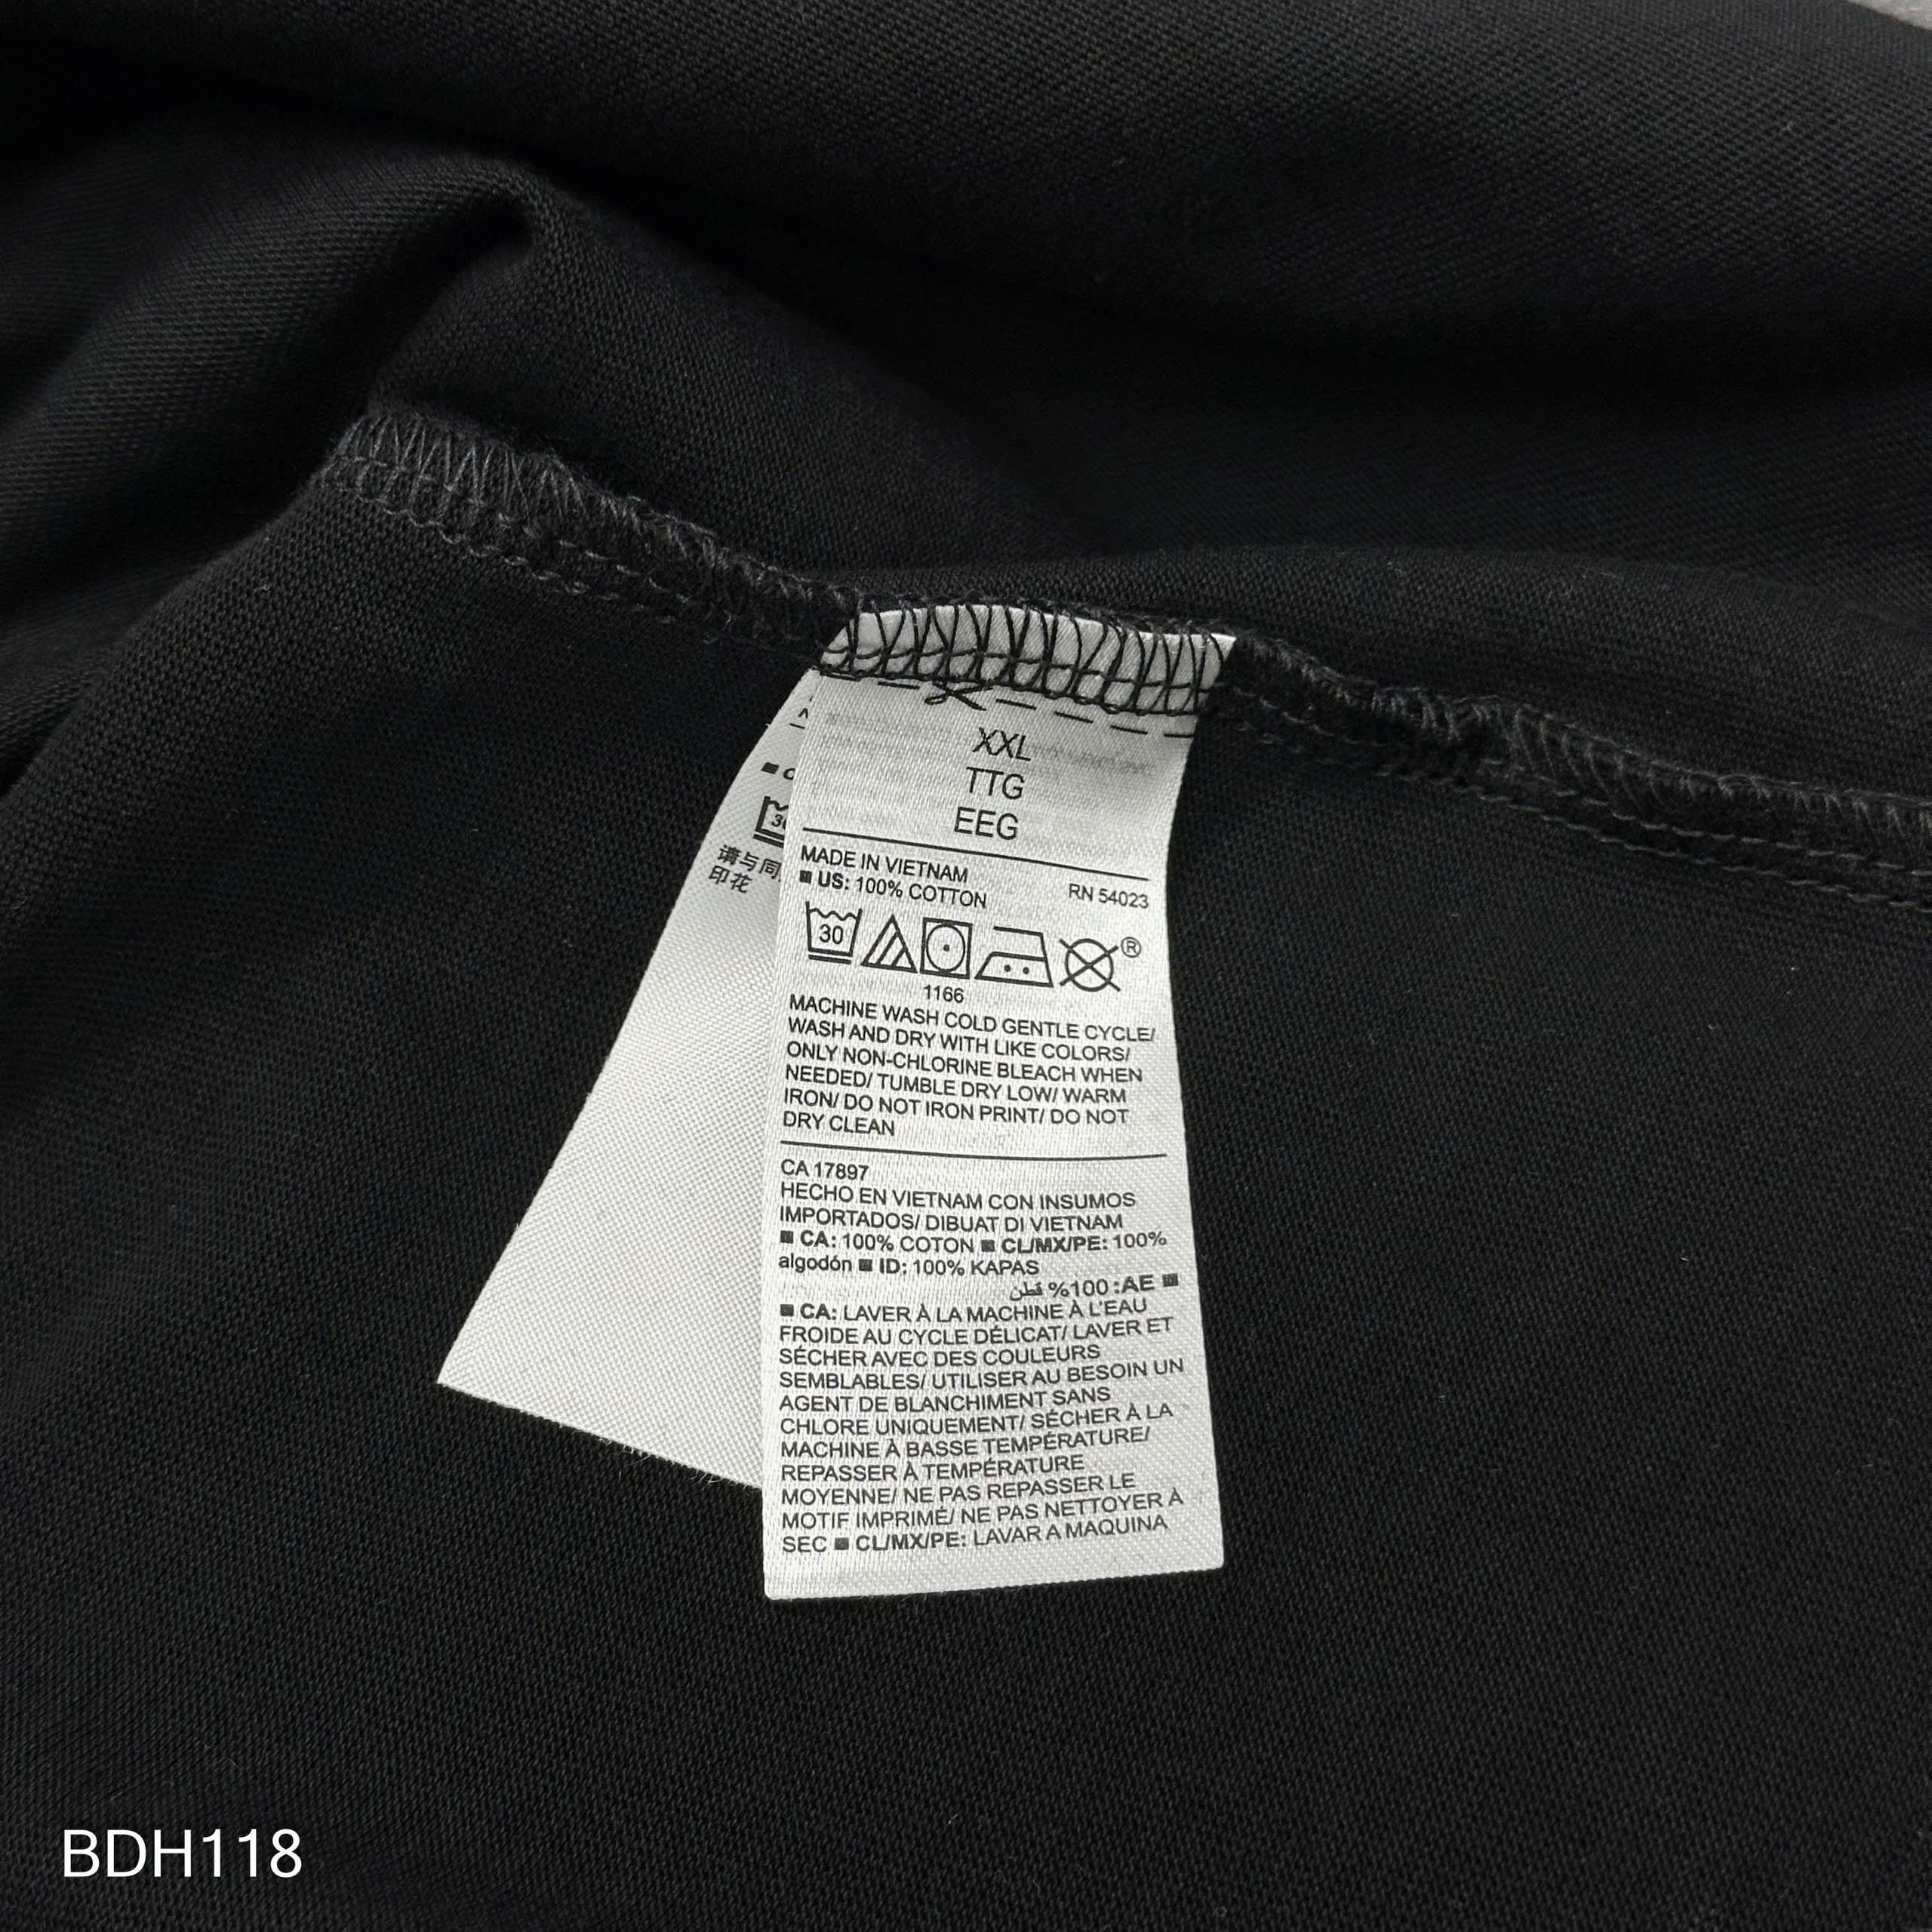 XXL
TTG
EEG
MADE IN VIETNAM
RN 54023
■ US: 100% COTTON
30
®
1166
MACHINE WASH COLD GENTLE CYCLE/
WASH AND DRY WITH LIKE COLORS/
ONLY NON-CHLORINE BLEACH WHEN
NEEDED/ TUMBLE DRY LOW/ WARM
IRON/ DO NOT IRON PRINT/ DO NOT
DRY CLEAN
CA 17897
HECHO EN VIETNAM CON INSUMOS
IMPORTADOS/ DIBUAT DI VIETNAM
■ CA: 100% COTON ■ CL/MX/PE: 100%
algodón ■ ID: 100% KAPAS
■ AE: 100% قطن
■ CA: LAVER À LA MACHINE À L'EAU
FROIDE AU CYCLE DÉLICAT/ LAVER ET
SÉCHER AVEC DES COULEURS
SEMBLABLES/ UTILISER AU BESOIN UN
AGENT DE BLANCHIMENT SANS
CHLORE UNIQUEMENT/ SÉCHER À LA
MACHINE À BASSE TEMPÉRATURE/
REPASSER À TEMPÉRATURE
MOYENNE/ NE PAS REPASSER LE
MOTIF IMPRIMÉ/ NE PAS NETTOYER À
SEC ■ CL/MX/PE: LAVAR A MAQUINA
请与同
印花
BDH118